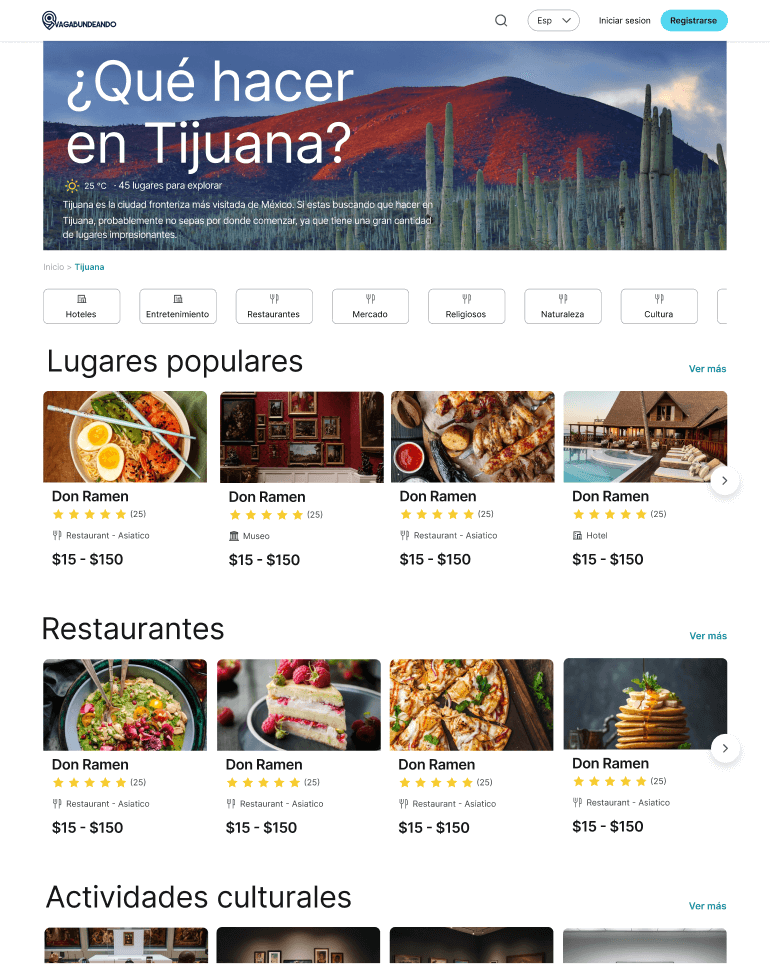 VAGABUNDEANDO
Esp
Iniciar sesion
Registrarse
¿Qué hacer
en Tijuana?
25 °C · 45 lugares para explorar
Tijuana es la ciudad fronteriza más visitada de México. Si estas buscando que hacer en
Tijuana, probablemente no sepas por donde comenzar, ya que tiene una gran cantidad
de lugares impresionantes.
Inicio > Tijuana
Hoteles
Entretenimiento
Restaurantes
Mercado
Religiosos
Naturaleza
Cultura
Lugares populares
Ver más
Don Ramen
(25)
Restaurant - Asiatico
$15 - $150
Don Ramen
(25)
Museo
$15 - $150
Don Ramen
(25)
Restaurant - Asiatico
$15 - $150
Don Ramen
(25)
Hotel
$15 - $150
Restaurantes
Ver más
Don Ramen
(25)
Restaurant - Asiatico
$15 - $150
Don Ramen
(25)
Restaurant - Asiatico
$15 - $150
Don Ramen
(25)
Restaurant - Asiatico
$15 - $150
Don Ramen
(25)
Restaurant - Asiatico
$15 - $150
Actividades culturales
Ver más